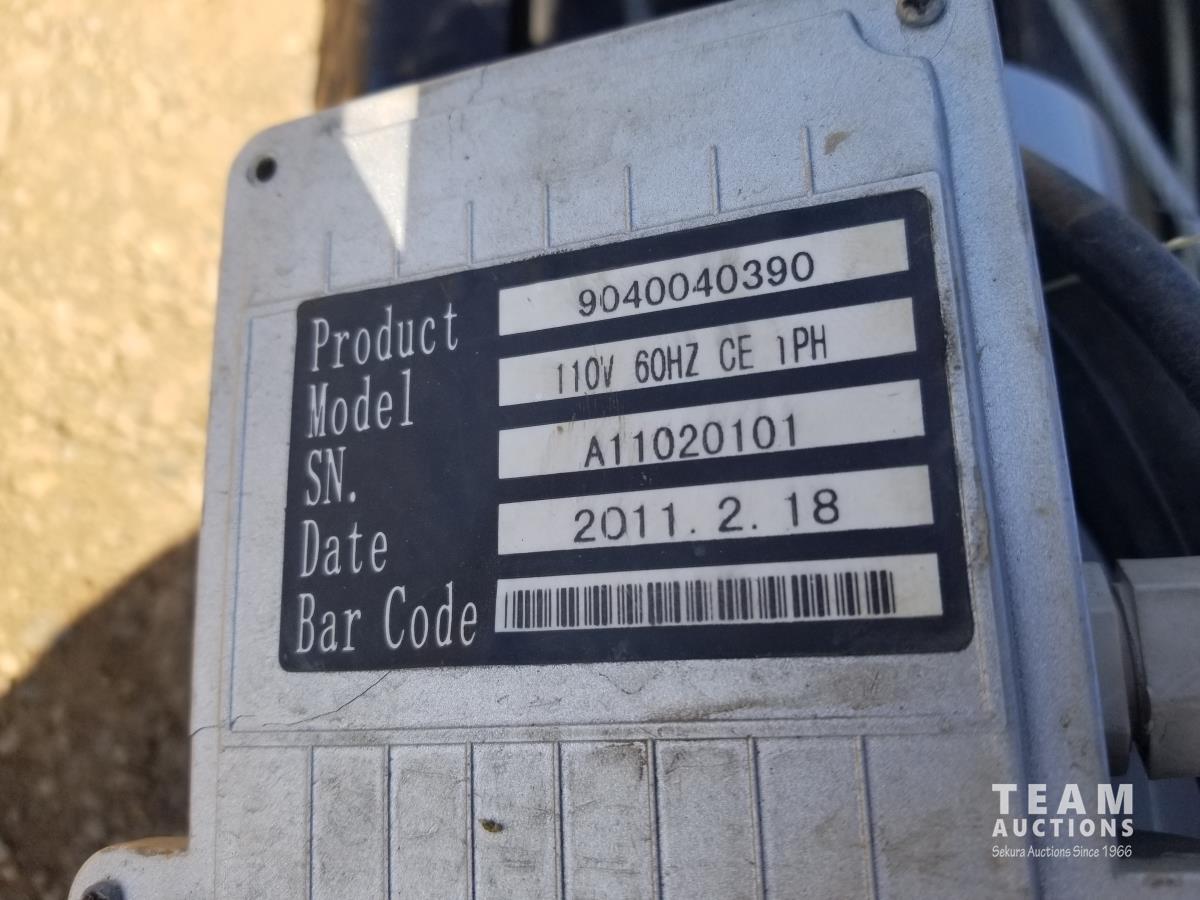 Product 9040040390
Model 110V 60HZ CE 1PH
SN. A11020101
Date 2011. 2. 18
Bar Code
TEAM
AUCTIONS
Sekura Auctions Since 1966